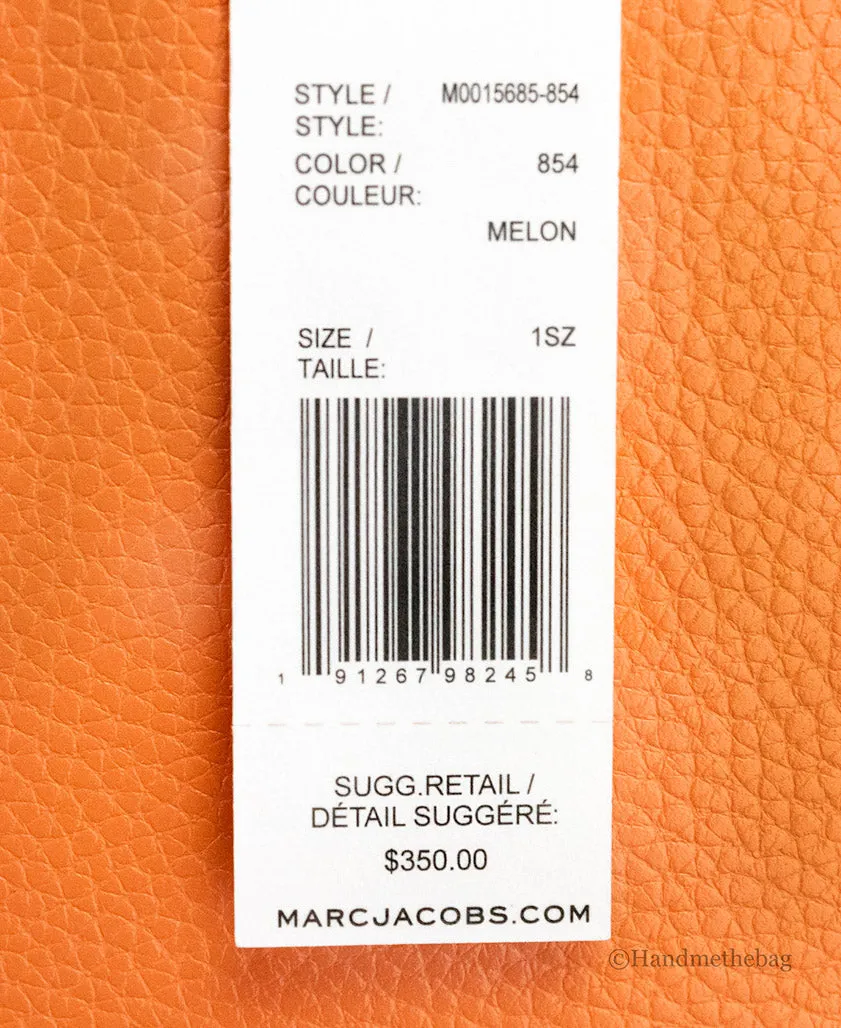 STYLE / M0015685-854
STYLE:
COLOR / 854
COULEUR:
MELON
SIZE / 1SZ
TAILLE:
1 91267 98245 8
SUGG.RETAIL /
DÉTAIL SUGGÉRÉ:
$350.00
MARCJACOBS.COM
©Handmethebag